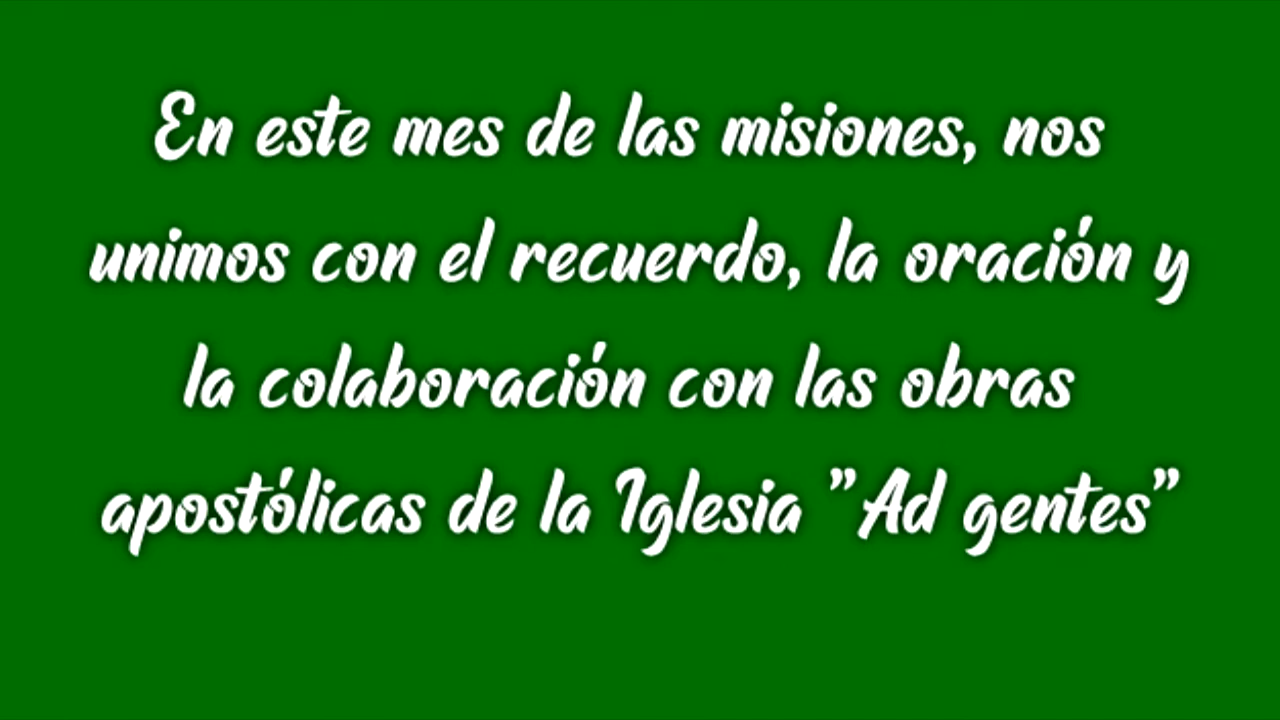 En este mes de las misiones, nos
unimos con el recuerdo, la oración y
la colaboración con las obras
apostólicas de la Iglesia "Ad gentes"